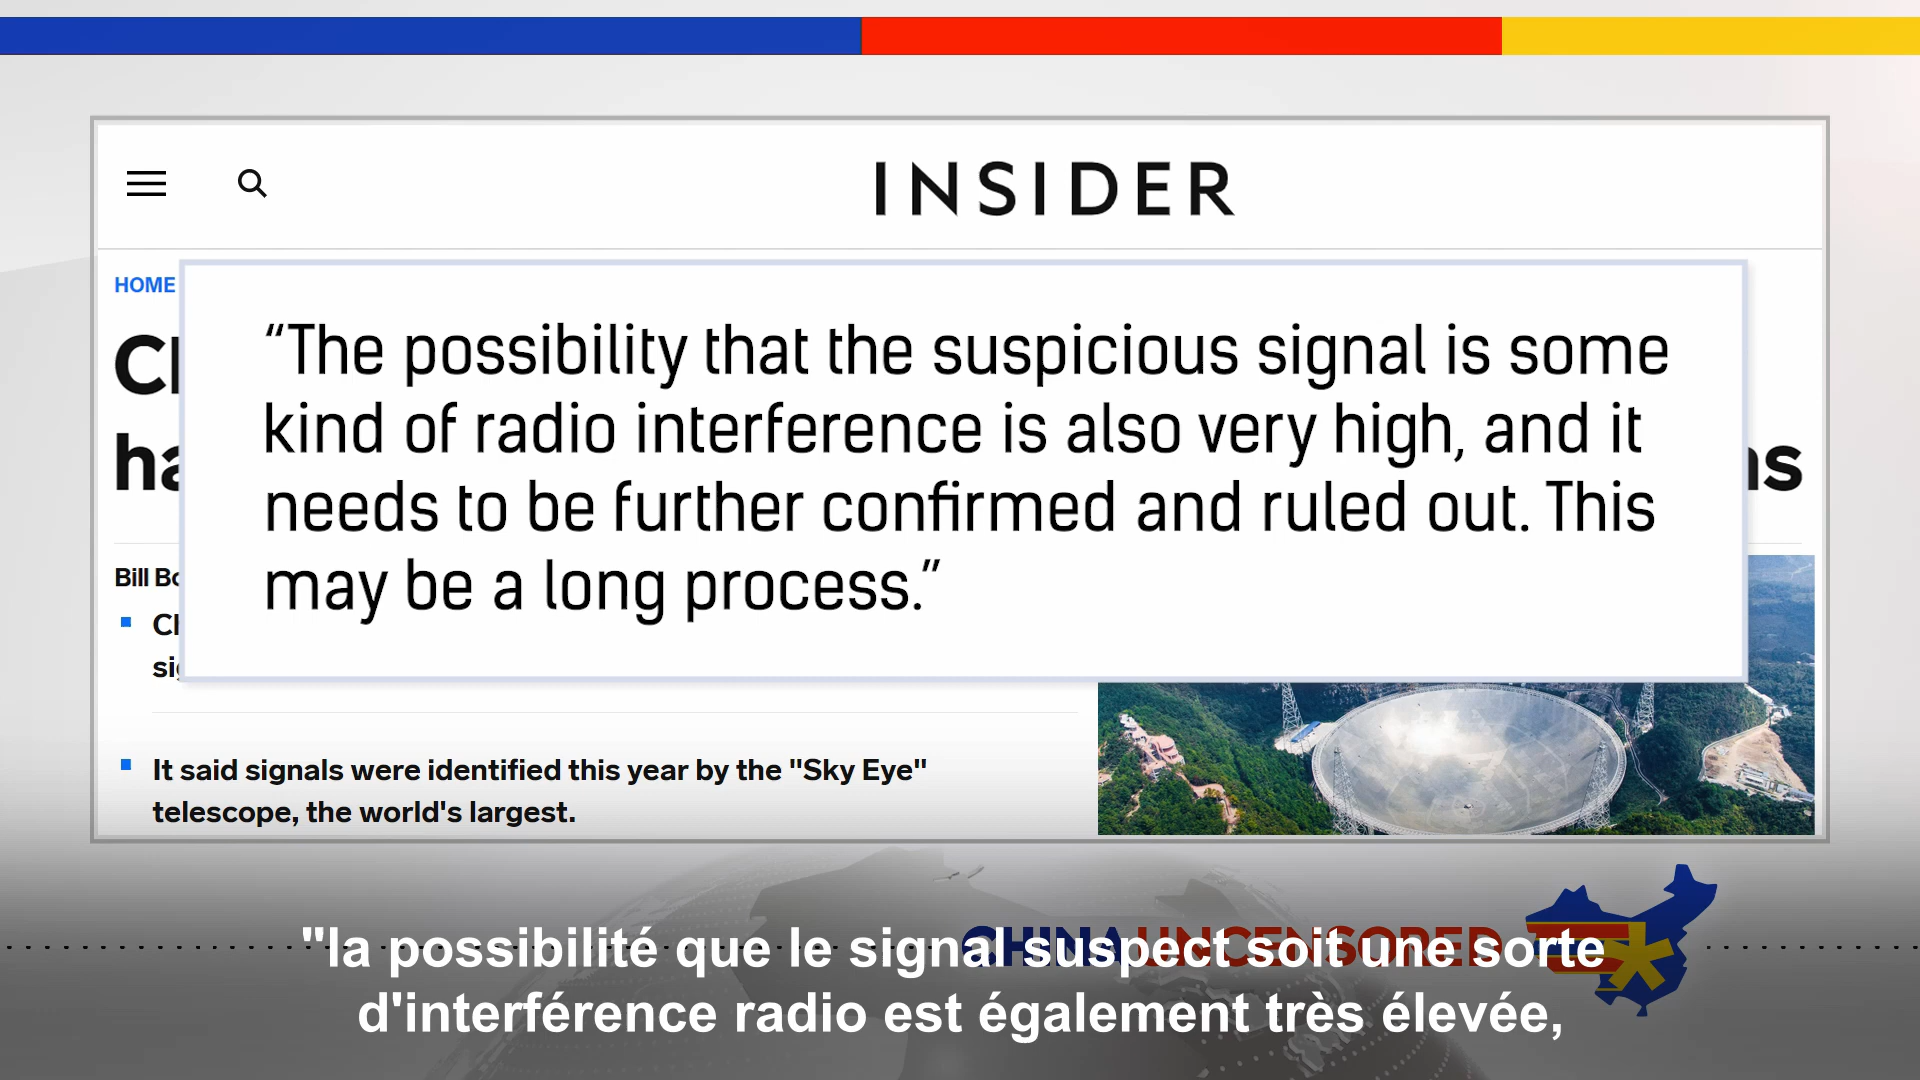 INSIDER
HOME
“The possibility that the suspicious signal is some
kind of radio interference is also very high, and it
needs to be further confirmed and ruled out. This
may be a long process.”
Bill
It said signals were identified this year by the "Sky Eye"
telescope, the world's largest.
CHINA UNCENSORED
"la possibilité que le signal suspect soit une sorte
d'interférence radio est également très élevée,